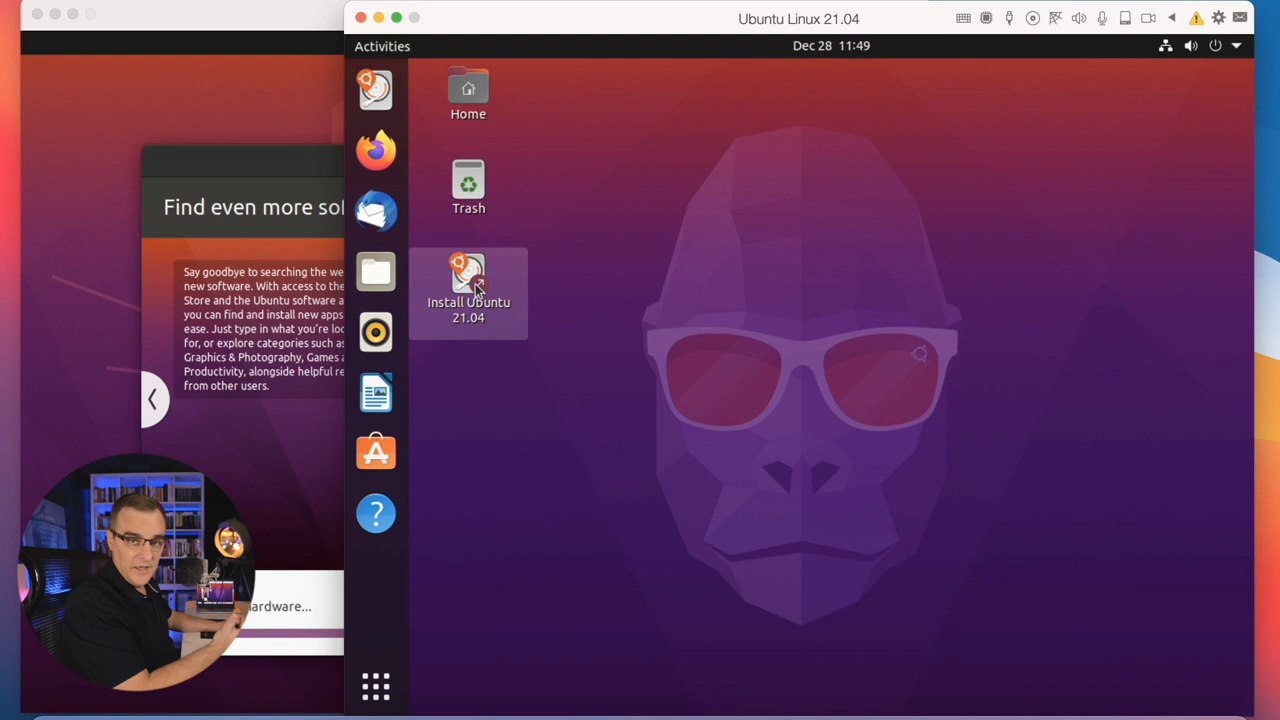 Ubuntu Linux 21.04
Activities
Dec 28 11:49
Home
Trash
Install Ubuntu
21.04
Find even more sof
Say goodbye to searching the we
new software. With access to the
Store and the Ubuntu software a
you can find and install new apps
ease. Just type in what you're loo
for, or explore categories such as
Graphics & Photography, Games a
Productivity, alongside helpful re
from other users.
ardware...